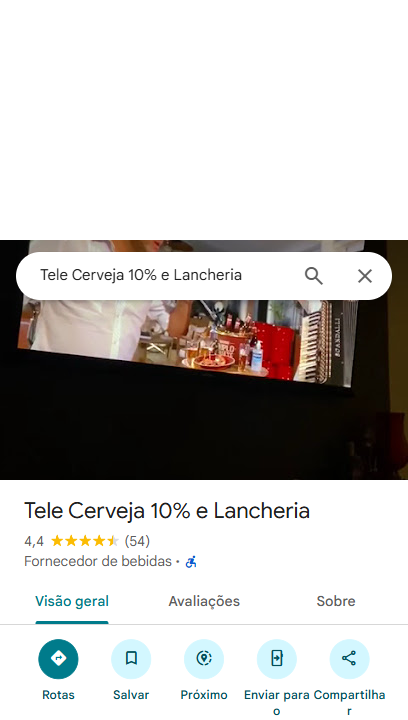 Tele Cerveja 10% e Lancheria
SCANDALLI
Tele Cerveja 10% e Lancheria
4,4 (54)
Fornecedor de bebidas ·
Visão geral Avaliações Sobre
Rotas Salvar Próximo Enviar para o Compartilhar